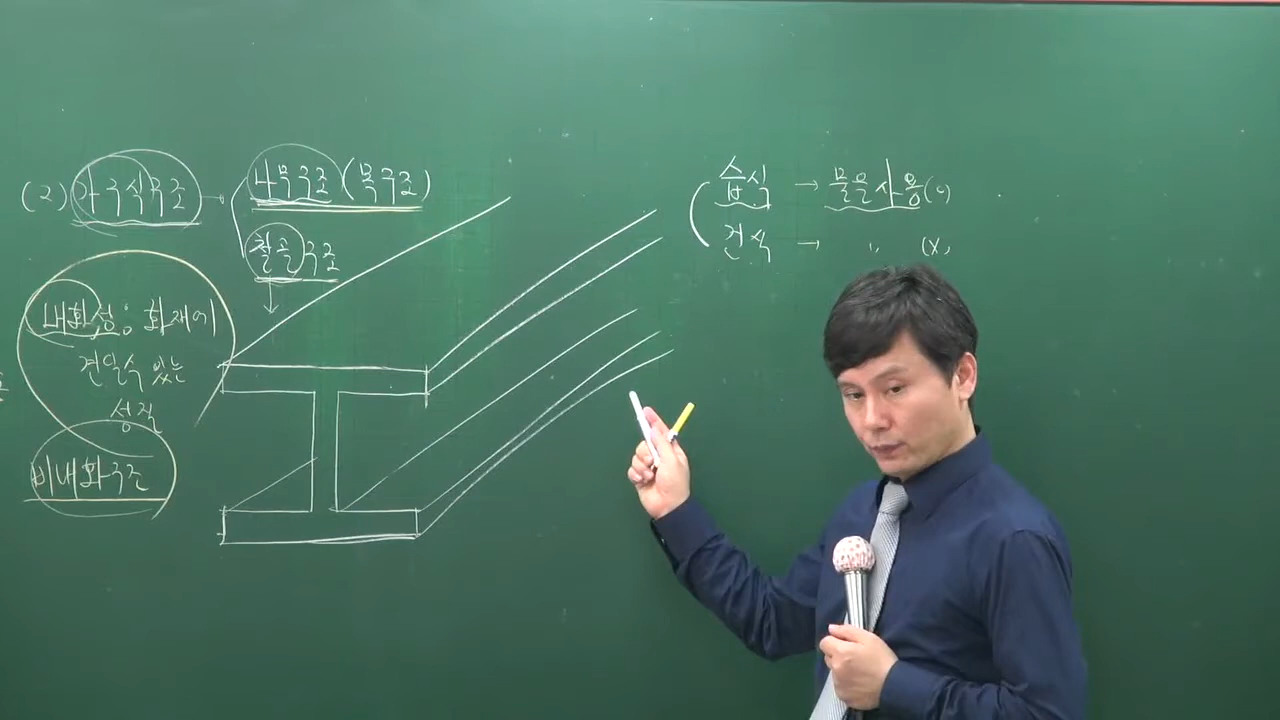 (2) 가구식구조 → 나무구조 (목구조)
철골구조
내화성: 화재에
견딜수 있는
성질
비내화구조
습식 → 물을 사용(o)
건식 → 〃 (X)